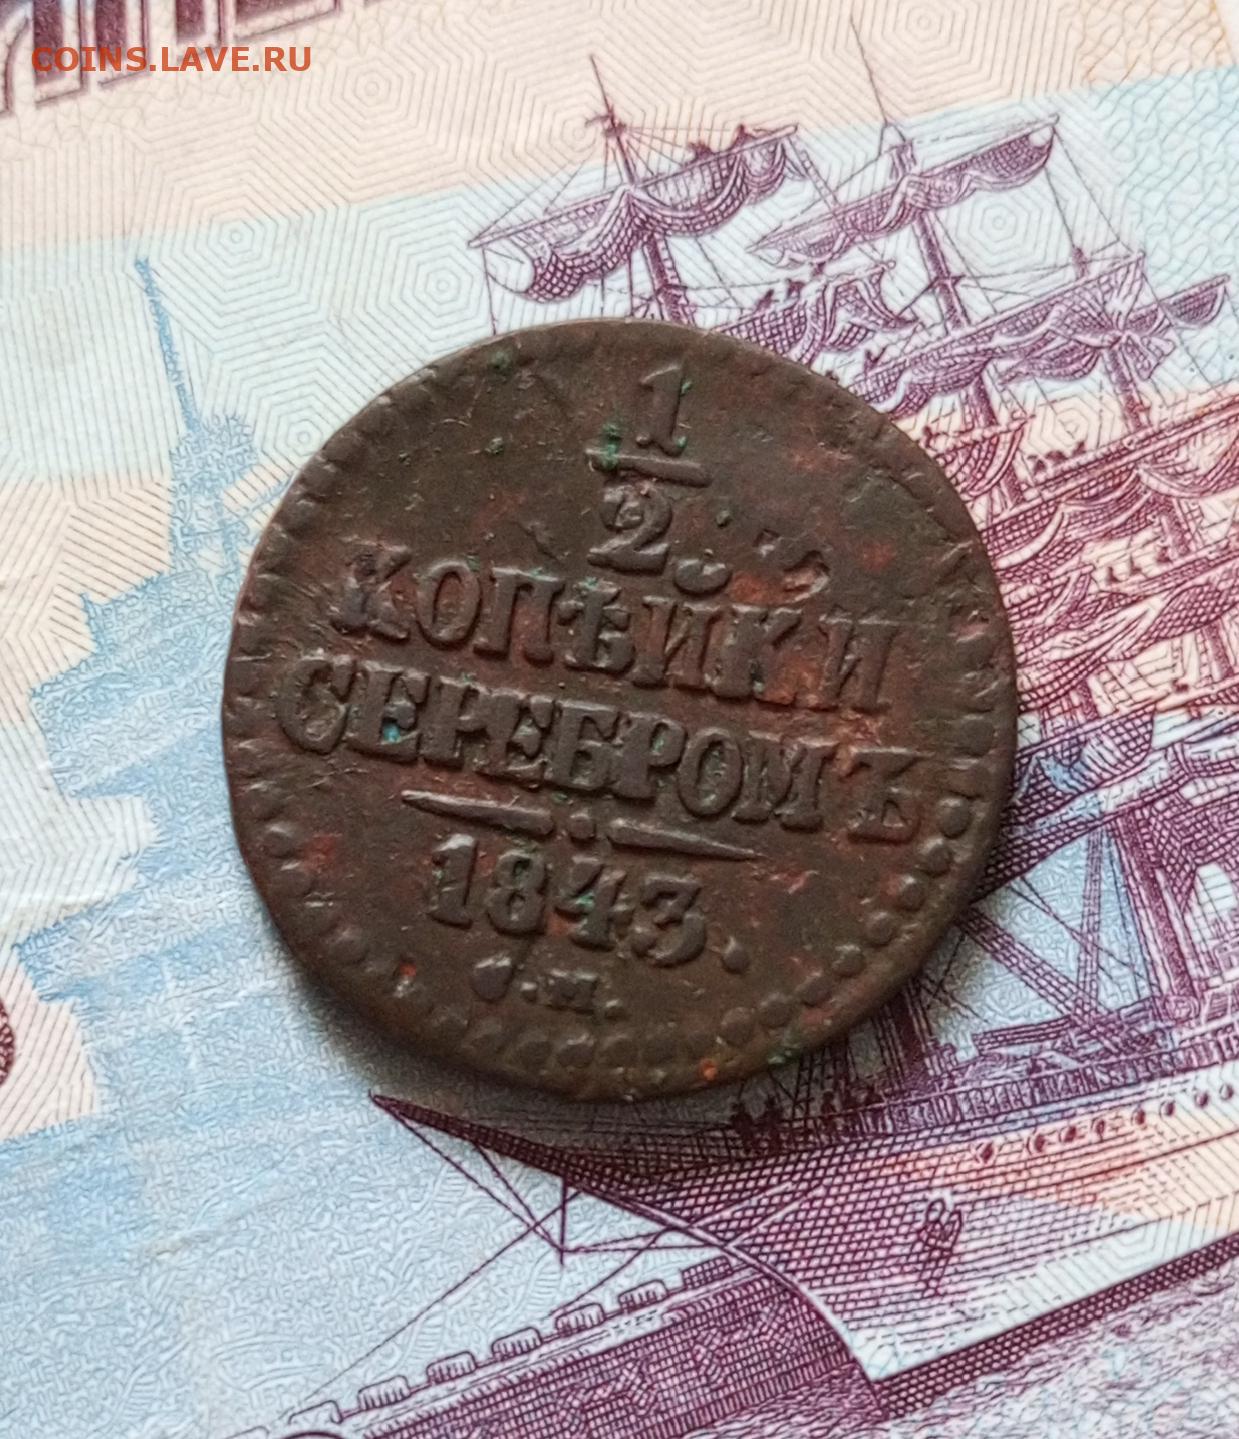 COINS.LAVE.RU
1
2
КОПѢЙКИ
СЕРЕБРОМЪ
1843.
С.М.